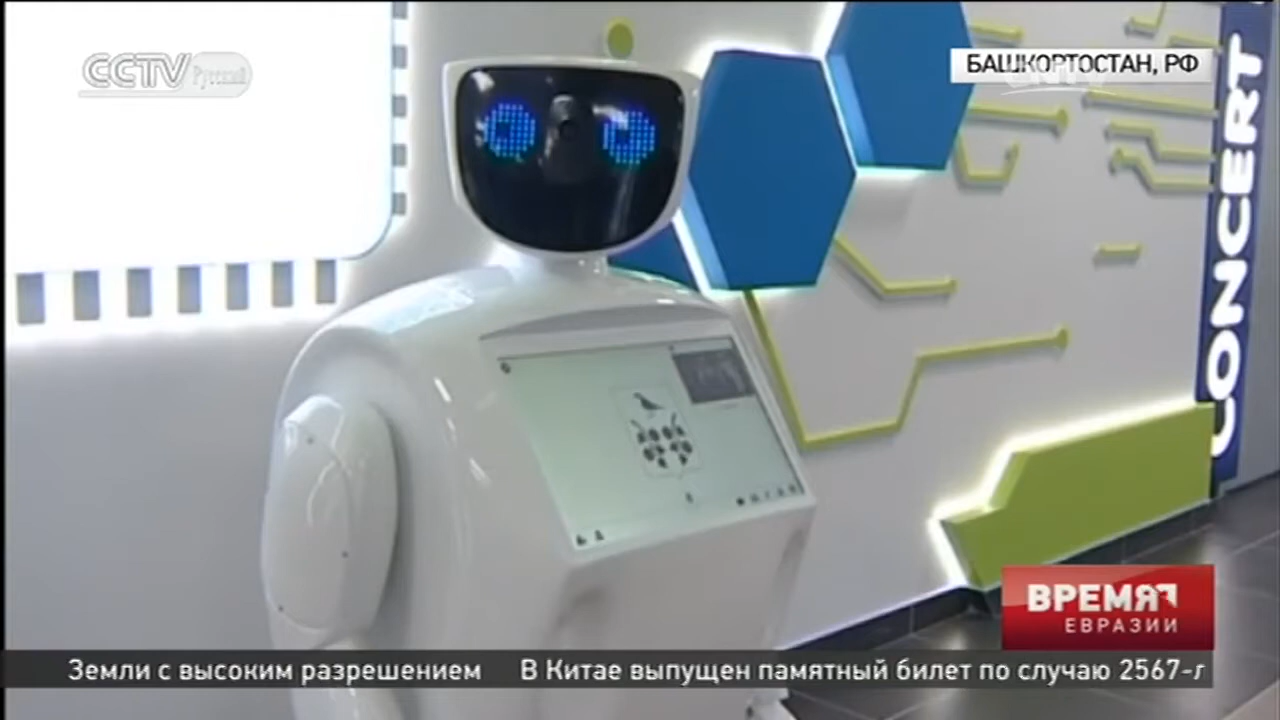 CCTV Русский
БАШКОРТОСТАН, РФ
CONCERT
ВРЕМЯ
ЕВРАЗИИ
Земли с высоким разрешением В Китае выпущен памятный билет по случаю 2567-г